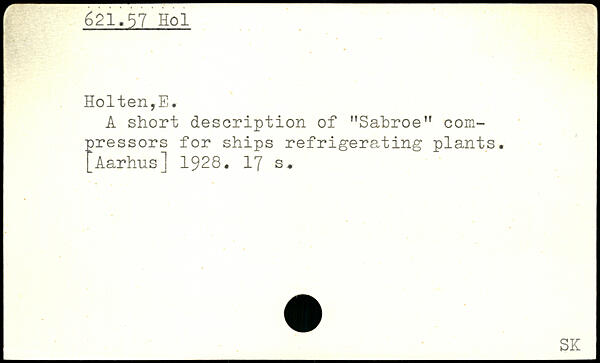 621.57 Hol
Holten,E.
A short description of "Sabroe" com-
pressors for ships refrigerating plants.
[Aarhus] 1928. 17 s.
SK